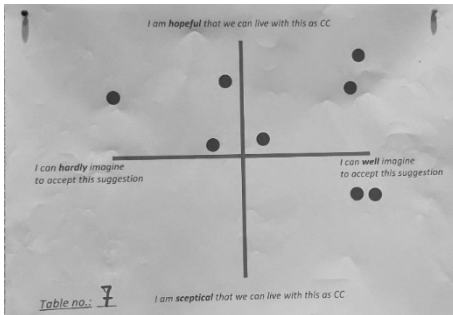 I am hopeful that we can live with this as CC
I can hardly imagine
to accept this suggestion
I can well imagine
to accept this suggestion
I am sceptical that we can live with this as CC
Table no.: 7